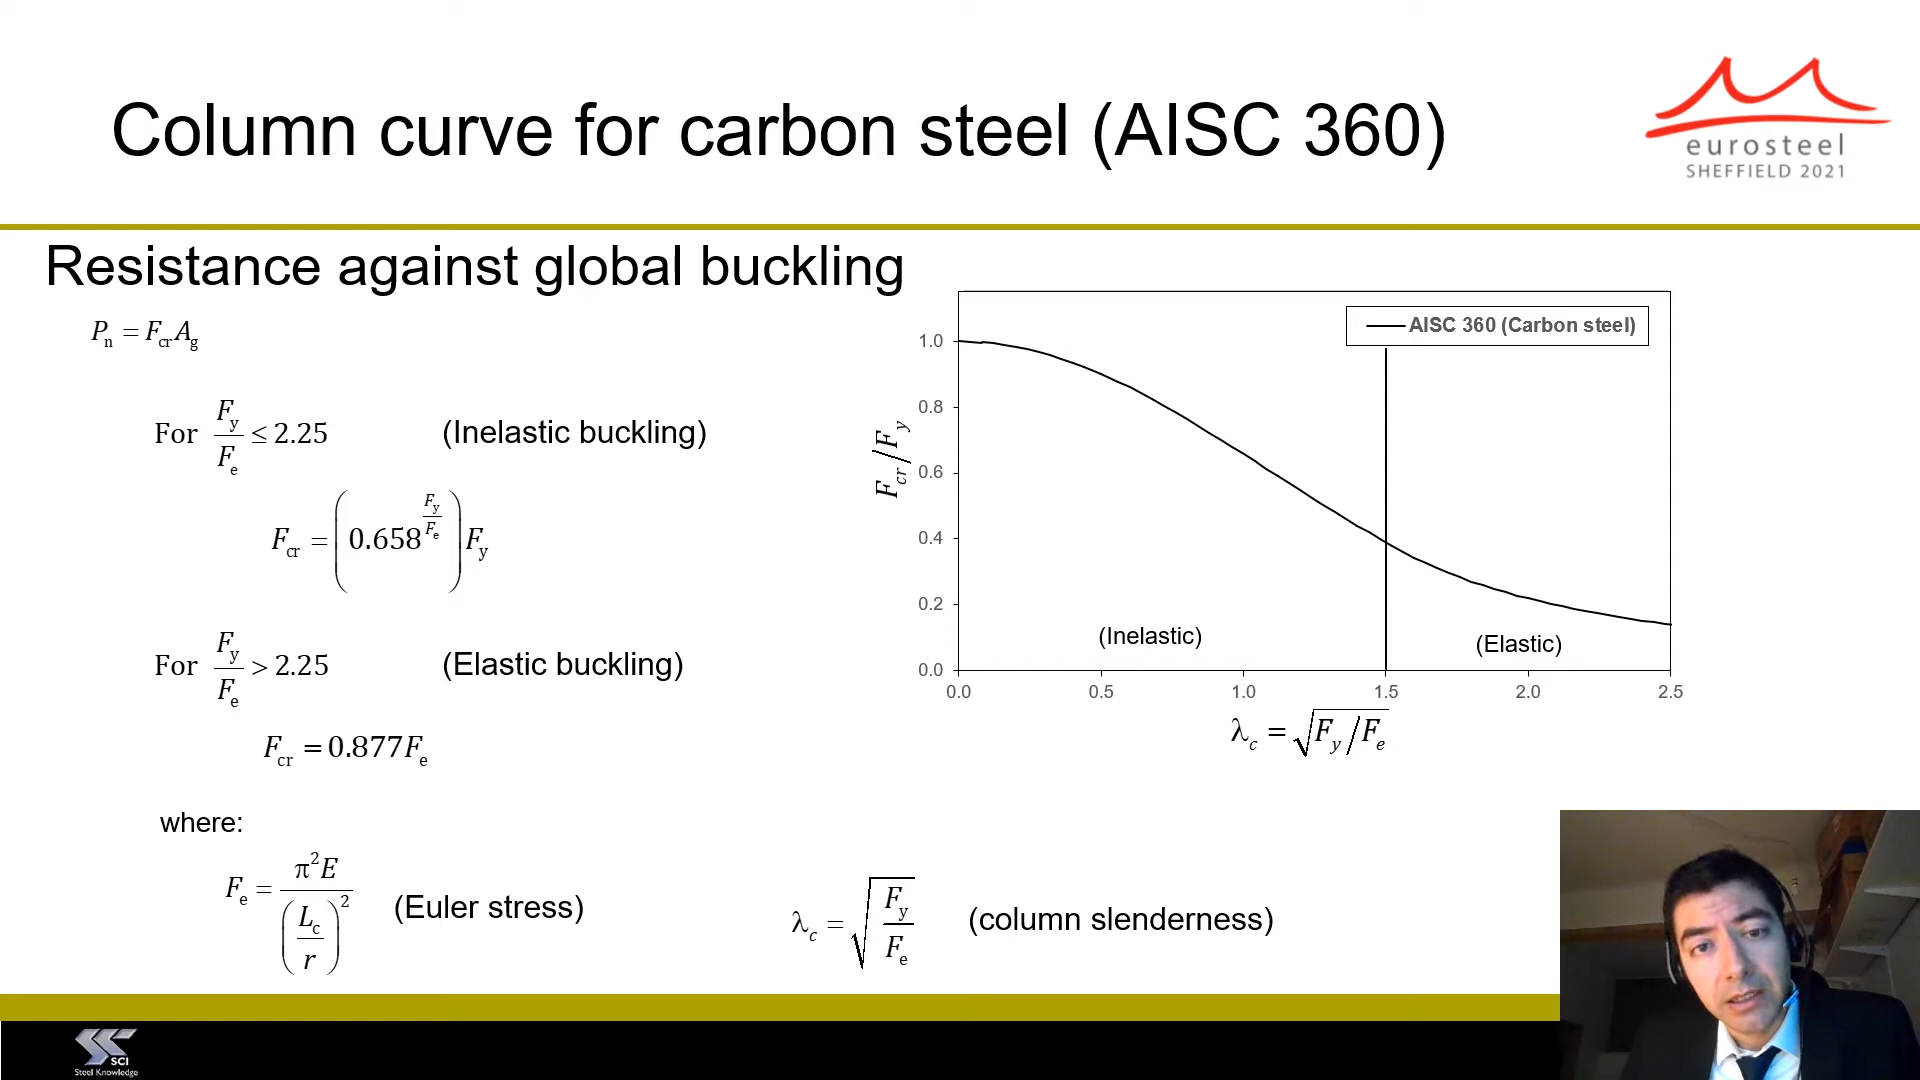 Column curve for carbon steel (AISC 360)
eurosteel
SHEFFIELD 2021
Resistance against global buckling
Pn = FcrAg
For Fy/Fe ≤ 2.25 (Inelastic buckling)
Fcr = (0.658^(Fy/Fe)) Fy
For Fy/Fe > 2.25 (Elastic buckling)
Fcr = 0.877Fe
where:
Fe = π²E/(Lc/r)² (Euler stress)
λc = √(Fy/Fe) (column slenderness)
AISC 360 (Carbon steel)
Fcr/Fy
1.0
0.8
0.6
0.4
0.2
0.0
(Inelastic)
(Elastic)
0.0 0.5 1.0 1.5 2.0 2.5
λc = √(Fy/Fe)
SCI
Steel Knowledge